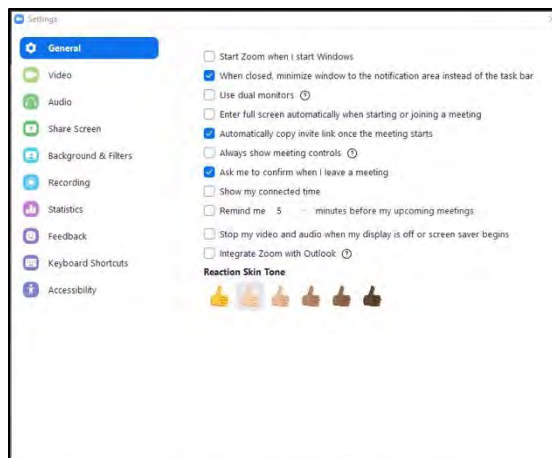 Settings
General
Video
Audio
Share Screen
Background & Filters
Recording
Statistics
Feedback
Keyboard Shortcuts
Accessibility
Start Zoom when I start Windows
When closed, minimize window to the notification area instead of the task bar
Use dual monitors ?
Enter full screen automatically when starting or joining a meeting
Automatically copy invite link once the meeting starts
Always show meeting controls ?
Ask me to confirm when I leave a meeting
Show my connected time
Remind me 5 minutes before my upcoming meetings
Stop my video and audio when my display is off or screen saver begins
Integrate Zoom with Outlook ?
Reaction Skin Tone